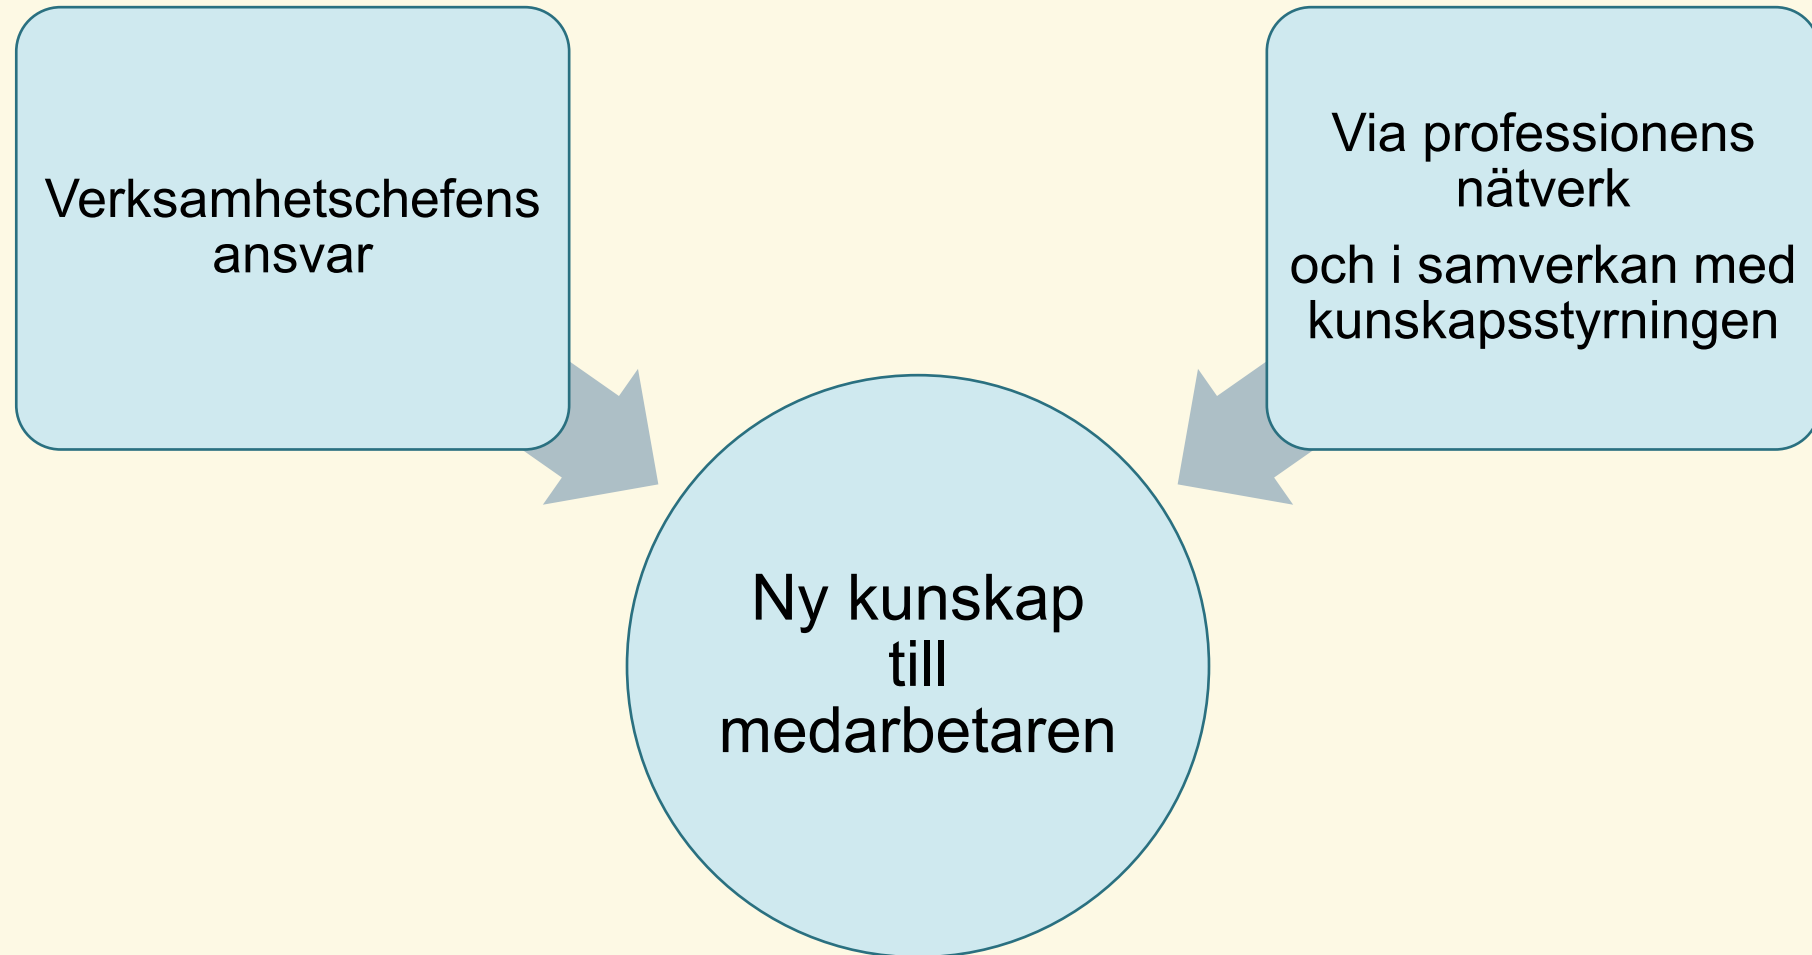 Verksamhetschefens
ansvar
Via professionens
nätverk
och i samverkan med
kunskapsstyrningen
Ny kunskap
till
medarbetaren